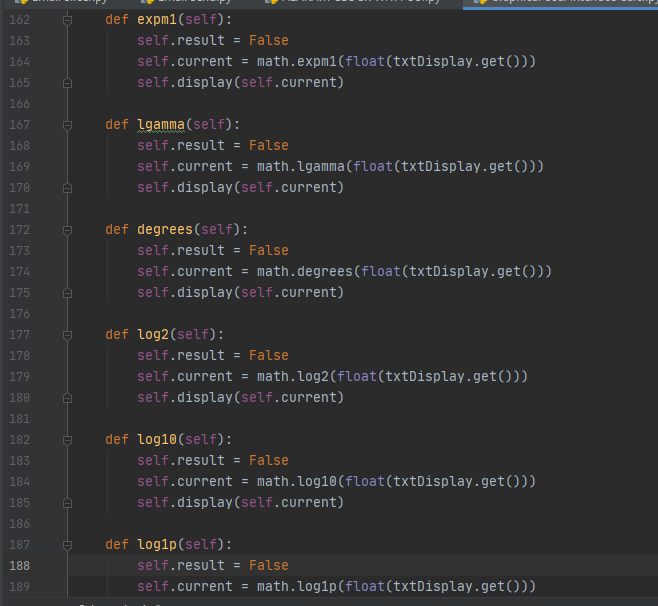 162 def expm1(self):
163 self.result = False
164 self.current = math.expm1(float(txtDisplay.get()))
165 self.display(self.current)
166
167 def lgamma(self):
168 self.result = False
169 self.current = math.lgamma(float(txtDisplay.get()))
170 self.display(self.current)
171
172 def degrees(self):
173 self.result = False
174 self.current = math.degrees(float(txtDisplay.get()))
175 self.display(self.current)
176
177 def log2(self):
178 self.result = False
179 self.current = math.log2(float(txtDisplay.get()))
180 self.display(self.current)
181
182 def log10(self):
183 self.result = False
184 self.current = math.log10(float(txtDisplay.get()))
185 self.display(self.current)
186
187 def log1p(self):
188 self.result = False
189 self.current = math.log1p(float(txtDisplay.get()))